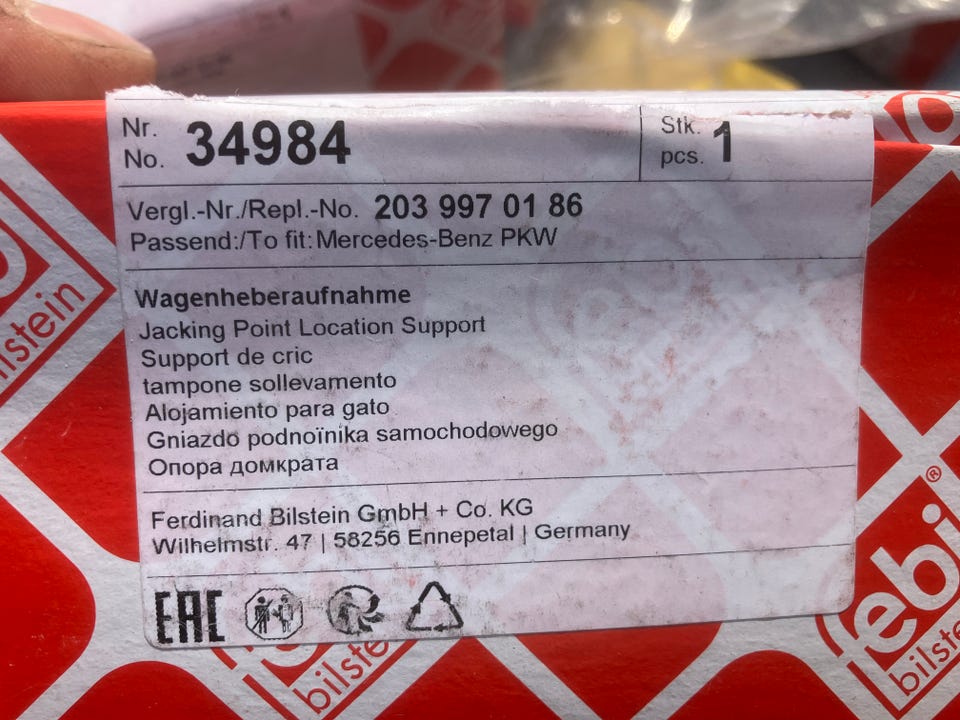 Nr.
No. 34984
Stk.
pcs. 1
Vergl.-Nr./Repl.-No. 203 997 01 86
Passend:/To fit: Mercedes-Benz PKW
Wagenheberaufnahme
Jacking Point Location Support
Support de cric
tampone sollevamento
Alojamiento para gato
Gniazdo podnoïnika samochodowego
Опора домкрата
Ferdinand Bilstein GmbH + Co. KG
Wilhelmstr. 47 | 58256 Ennepetal | Germany
EAC
bilstein
febi
bilstein